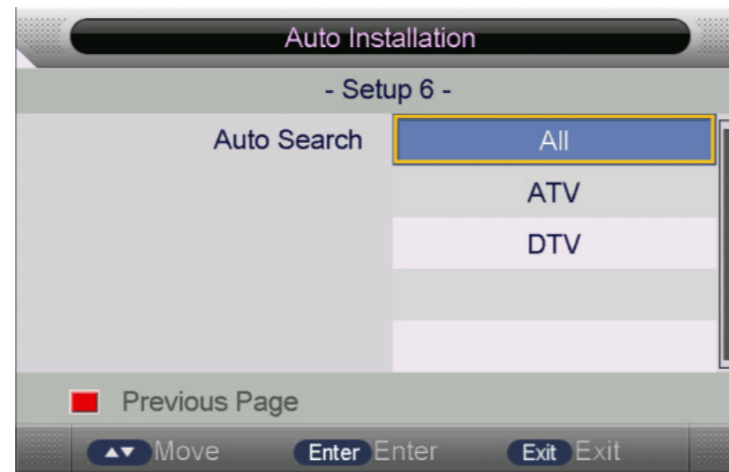 Auto Installation
- Setup 6 -
Auto Search All
ATV
DTV
Previous Page
▲▼ Move Enter Enter Exit Exit